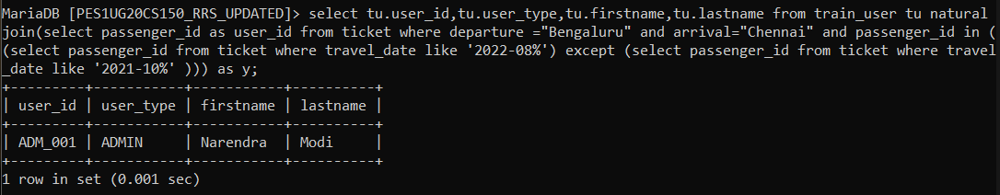 MariaDB [PES1UG20CS150_RRS_UPDATED]> select tu.user_id,tu.user_type,tu.firstname,tu.lastname from train_user tu natural
join(select passenger_id as user_id from ticket where departure ="Bengaluru" and arrival="Chennai" and passenger_id in (
(select passenger_id from ticket where travel_date like '2022-08%') except (select passenger_id from ticket where travel
_date like '2021-10%' ))) as y;
+---------+-----------+-----------+----------+
| user_id | user_type | firstname | lastname |
+---------+-----------+-----------+----------+
| ADM_001 | ADMIN     | Narendra  | Modi     |
+---------+-----------+-----------+----------+
1 row in set (0.001 sec)